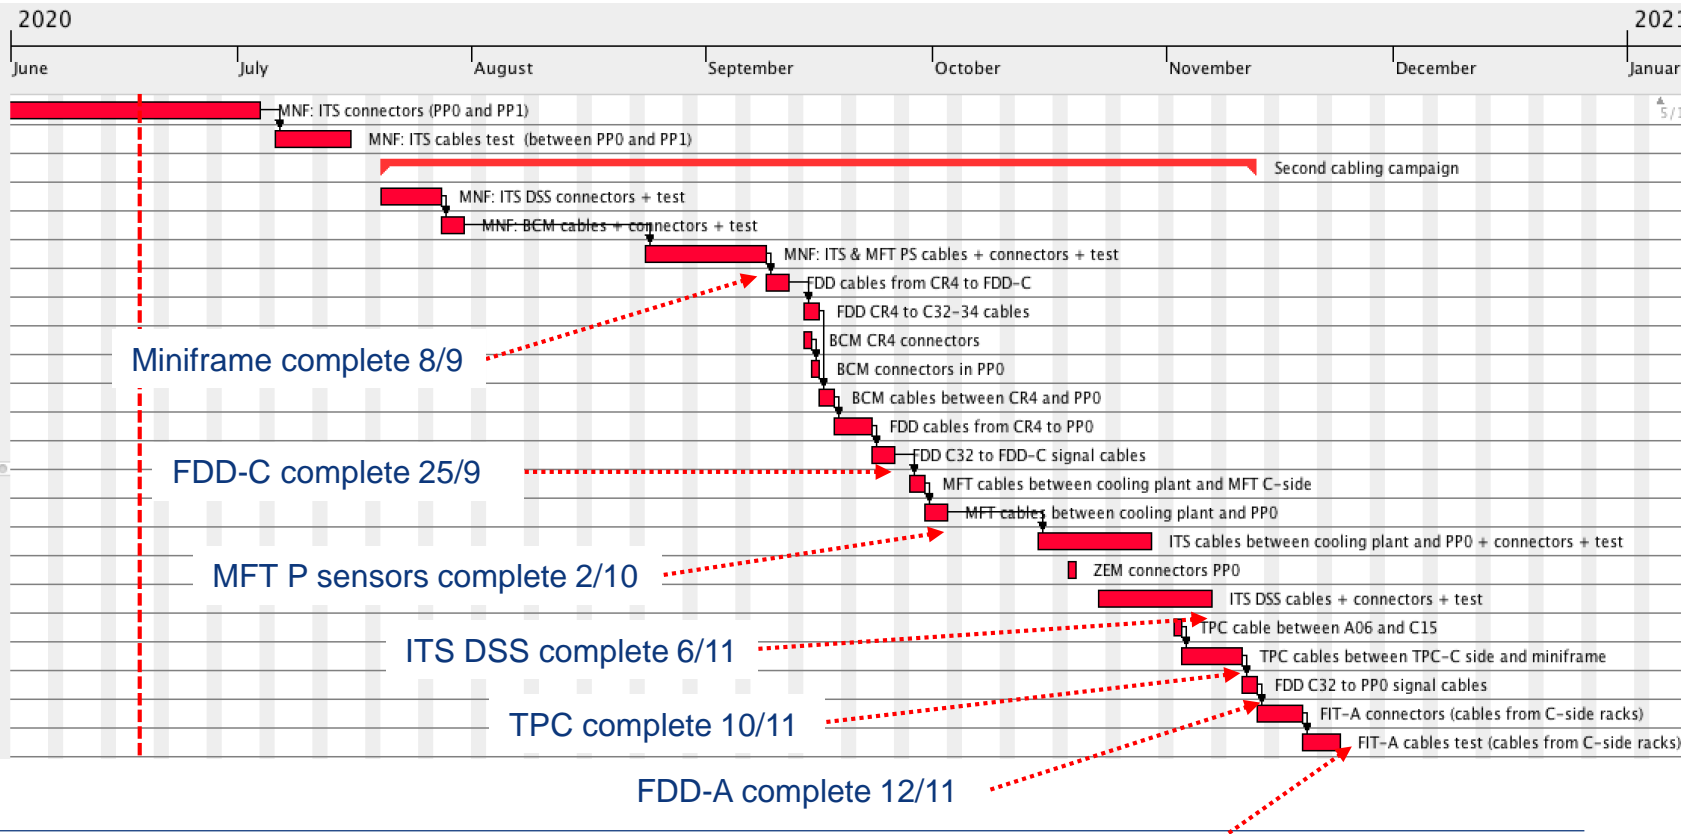 2020
2021
June
July
August
September
October
November
December
Januar
5/1
MNF: ITS connectors (PP0 and PP1)
MNF: ITS cables test (between PP0 and PP1)
Second cabling campaign
MNF: ITS DSS connectors + test
MNF: BCM cables + connectors + test
MNF: ITS & MFT PS cables + connectors + test
FDD cables from CR4 to FDD-C
FDD CR4 to C32-34 cables
BCM CR4 connectors
Miniframe complete 8/9
BCM connectors in PP0
BCM cables between CR4 and PP0
FDD cables from CR4 to PP0
FDD C32 to FDD-C signal cables
FDD-C complete 25/9
MFT cables between cooling plant and MFT C-side
MFT cables between cooling plant and PP0
ITS cables between cooling plant and PP0 + connectors + test
ZEM connectors PP0
MFT P sensors complete 2/10
ITS DSS cables + connectors + test
TPC cable between A06 and C15
ITS DSS complete 6/11
TPC cables between TPC-C side and miniframe
FDD C32 to PP0 signal cables
FIT-A connectors (cables from C-side racks)
TPC complete 10/11
FIT-A cables test (cables from C-side racks)
FDD-A complete 12/11